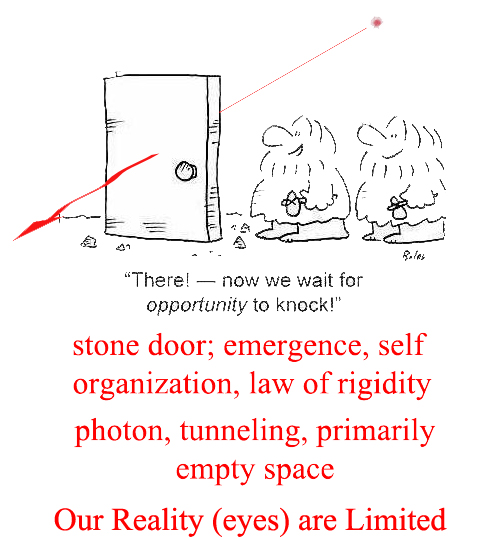 “There! — now we wait for
opportunity to knock!”
stone door; emergence, self
organization, law of rigidity
photon, tunneling, primarily
empty space
Our Reality (eyes) are Limited